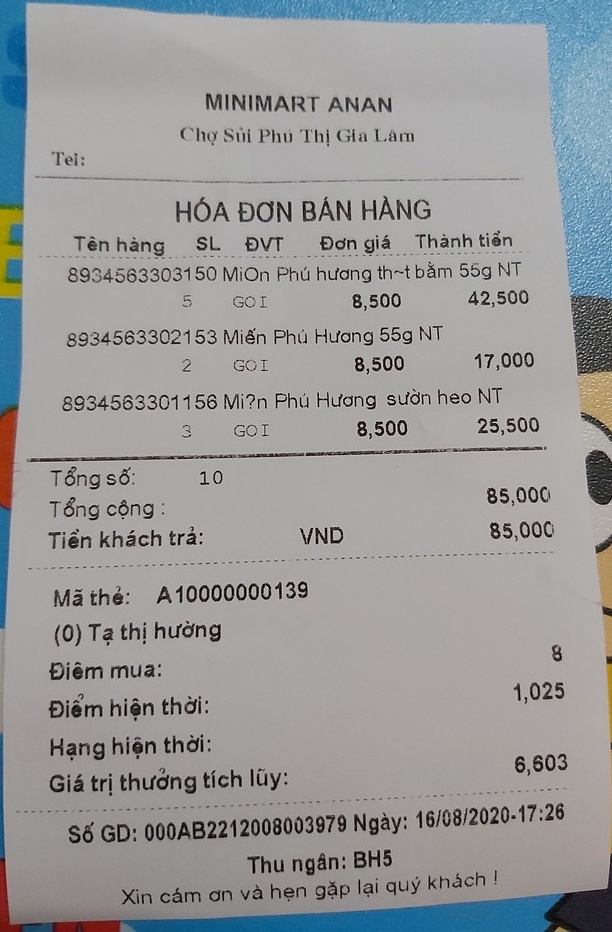 MINIMART ANAN
Chợ Sủi Phú Thị Gia Lâm
Tel:
HÓA ĐƠN BÁN HÀNG
Tên hàng SL ĐVT Đơn giá Thành tiền
8934563303150 MiOn Phú hương th~t bằm 55g NT
5 GOI 8,500 42,500
8934563302153 Miến Phú Hương 55g NT
2 GOI 8,500 17,000
8934563301156 Mi?n Phú Hương sườn heo NT
3 GOI 8,500 25,500
Tổng số: 10
Tổng cộng : 85,000
Tiền khách trả: VND 85,000
Mã thẻ: A10000000139
(0) Tạ thị hường
Điểm mua: 8
Điểm hiện thời: 1,025
Hạng hiện thời:
Giá trị thưởng tích lũy: 6,603
Số GD: 000AB2212008003979 Ngày: 16/08/2020-17:26
Thu ngân: BH5
Xin cám ơn và hẹn gặp lại quý khách !